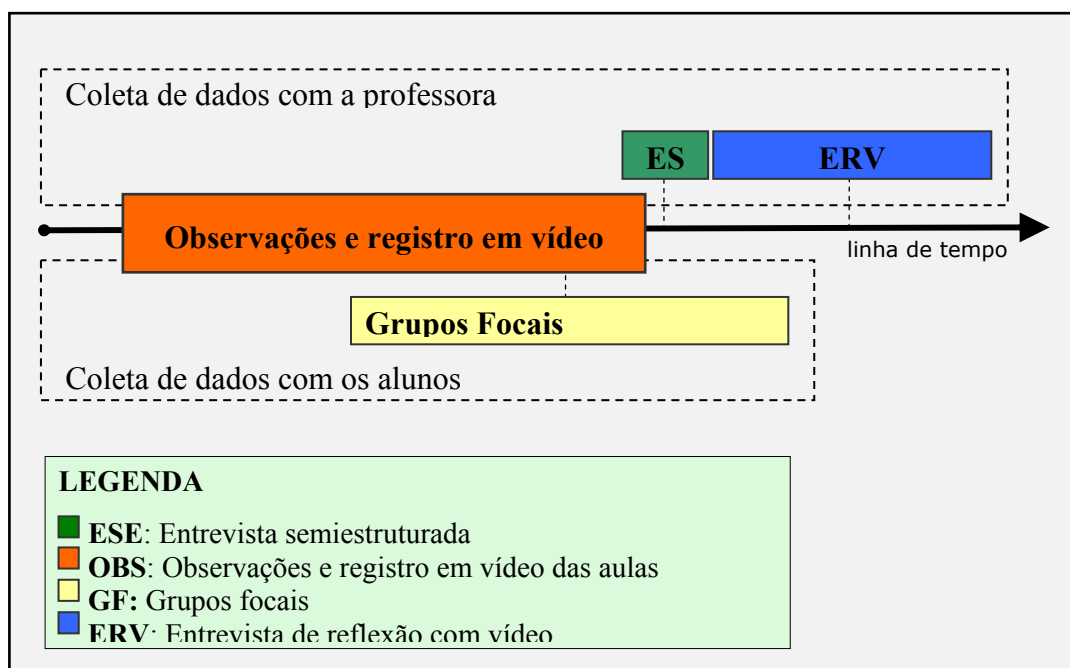 Coleta de dados com a professora
ES
ERV
Observações e registro em vídeo
linha de tempo
Grupos Focais
Coleta de dados com os alunos
LEGENDA
ESE: Entrevista semiestruturada
OBS: Observações e registro em vídeo das aulas
GF: Grupos focais
ERV: Entrevista de reflexão com vídeo